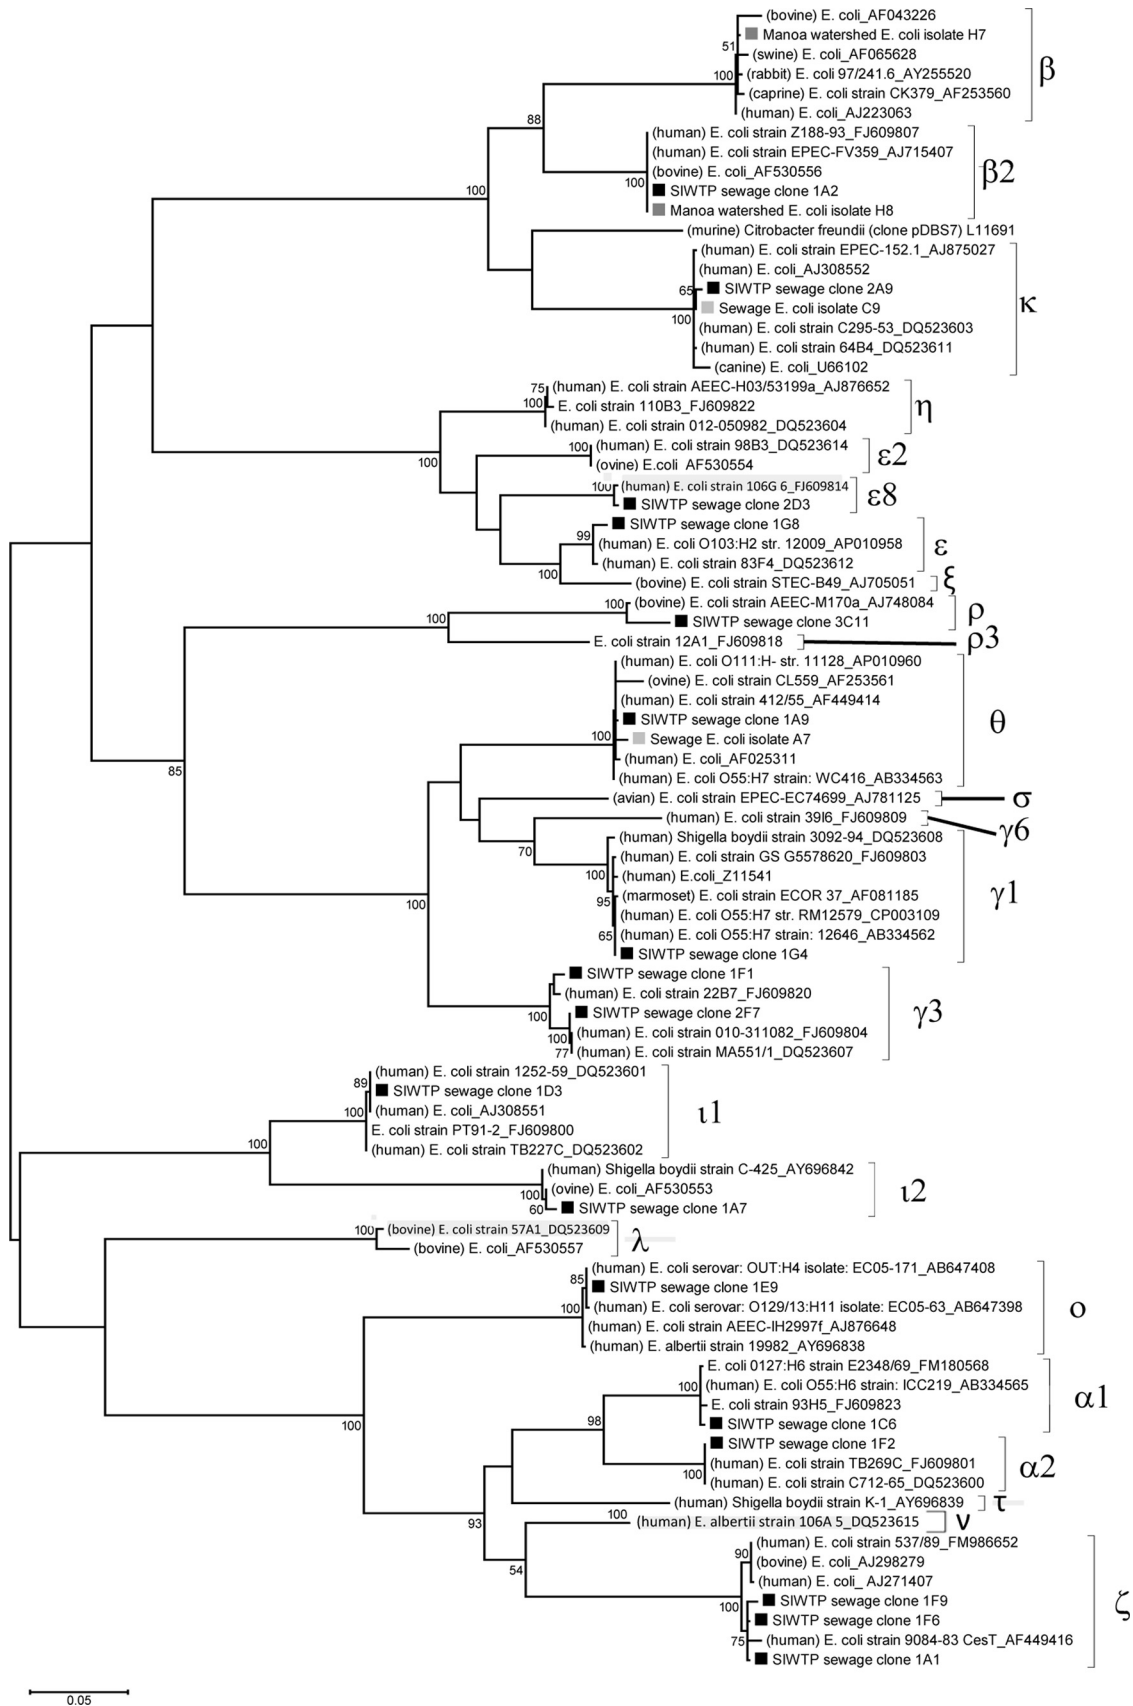 (bovine) E. coli_AF043226
Manoa watershed E. coli isolate H7
51
(swine) E. coli_AF065628
(rabbit) E. coli 97/241.6_AY255520
100
β
(caprine) E. coli strain CK379_AF253560
(human) E. coli_AJ223063
88
(human) E. coli strain Z188-93_FJ609807
(human) E. coli strain EPEC-FV359_AJ715407
(bovine) E. coli_AF530556
β2
100
SIWTP sewage clone 1A2
100
Manoa watershed E. coli isolate H8
(murine) Citrobacter freundii (clone pDBS7) L11691
(human) E. coli strain EPEC-152.1_AJ875027
(human) E. coli_AJ308552
65
SIWTP sewage clone 2A9
Sewage E. coli isolate C9
κ
100
(human) E. coli strain C295-53_DQ523603
(human) E. coli strain 64B4_DQ523611
(canine) E. coli_U66102
75
(human) E. coli strain AEEC-H03/53199a_AJ876652
100
E. coli strain 110B3_FJ609822
η
(human) E. coli strain 012-050982_DQ523604
100
100
(human) E. coli strain 98B3_DQ523614
ε2
(ovine) E.coli AF530554
100
(human) E. coli strain 106G 6_FJ609814
ε8
SIWTP sewage clone 2D3
SIWTP sewage clone 1G8
99
(human) E. coli O103:H2 str. 12009_AP010958
ε
(human) E. coli strain 83F4_DQ523612
100
(bovine) E. coli strain STEC-B49_AJ705051
ξ
100
(bovine) E. coli strain AEEC-M170a_AJ748084
ρ
100
SIWTP sewage clone 3C11
E. coli strain 12A1_FJ609818
ρ3
(human) E. coli O111:H- str. 11128_AP010960
(ovine) E. coli strain CL559_AF253561
(human) E. coli strain 412/55_AF449414
SIWTP sewage clone 1A9
θ
100
Sewage E. coli isolate A7
(human) E. coli_AF025311
85
(human) E. coli O55:H7 strain: WC416_AB334563
(avian) E. coli strain EPEC-EC74699_AJ781125
σ
(human) E. coli strain 39I6_FJ609809
γ6
70
(human) Shigella boydii strain 3092-94_DQ523608
(human) E. coli strain GS G5578620_FJ609803
100
(human) E.coli_Z11541
(marmoset) E. coli strain ECOR 37_AF081185
γ1
95
100
(human) E. coli O55:H7 str. RM12579_CP003109
65
(human) E. coli O55:H7 strain: 12646_AB334562
SIWTP sewage clone 1G4
SIWTP sewage clone 1F1
(human) E. coli strain 22B7_FJ609820
100
SIWTP sewage clone 2F7
γ3
100
(human) E. coli strain 010-311082_FJ609804
77
(human) E. coli strain MA551/1_DQ523607
(human) E. coli strain 1252-59_DQ523601
89
SIWTP sewage clone 1D3
100
(human) E. coli_AJ308551
ι1
E. coli strain PT91-2_FJ609800
100
(human) E. coli strain TB227C_DQ523602
(human) Shigella boydii strain C-425_AY696842
100
(ovine) E. coli_AF530553
ι2
60
SIWTP sewage clone 1A7
100
(bovine) E. coli strain 57A1_DQ523609
λ
(bovine) E. coli_AF530557
(human) E. coli serovar: OUT:H4 isolate: EC05-171_AB647408
85
SIWTP sewage clone 1E9
100
(human) E. coli serovar: O129/13:H11 isolate: EC05-63_AB647398
ο
(human) E. coli strain AEEC-IH2997f_AJ876648
(human) E. albertii strain 19982_AY696838
E. coli 0127:H6 strain E2348/69_FM180568
100
(human) E. coli O55:H6 strain: ICC219_AB334565
α1
E. coli strain 93H5_FJ609823
100
98
SIWTP sewage clone 1C6
SIWTP sewage clone 1F2
(human) E. coli strain TB269C_FJ609801
α2
100
(human) E. coli strain C712-65_DQ523600
(human) Shigella boydii strain K-1_AY696839
τ
93
100
(human) E. albertii strain 106A 5_DQ523615
ν
(human) E. coli strain 537/89_FM986652
90
(bovine) E. coli_AJ298279
54
(human) E. coli_ AJ271407
100
SIWTP sewage clone 1F9
ζ
SIWTP sewage clone 1F6
75
(human) E. coli strain 9084-83 CesT_AF449416
SIWTP sewage clone 1A1
0.05